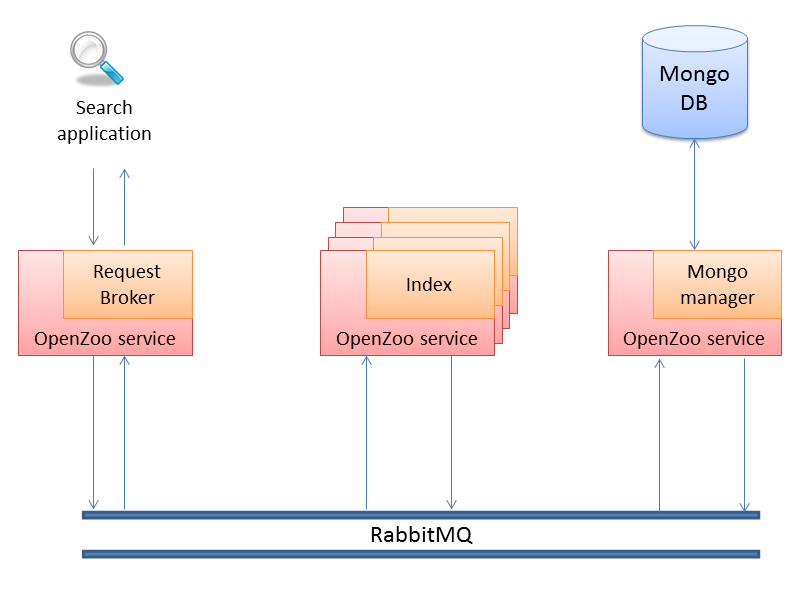 Search
application
Mongo
DB
Request
Broker
OpenZoo service
Index
OpenZoo service
Mongo
manager
OpenZoo service
RabbitMQ